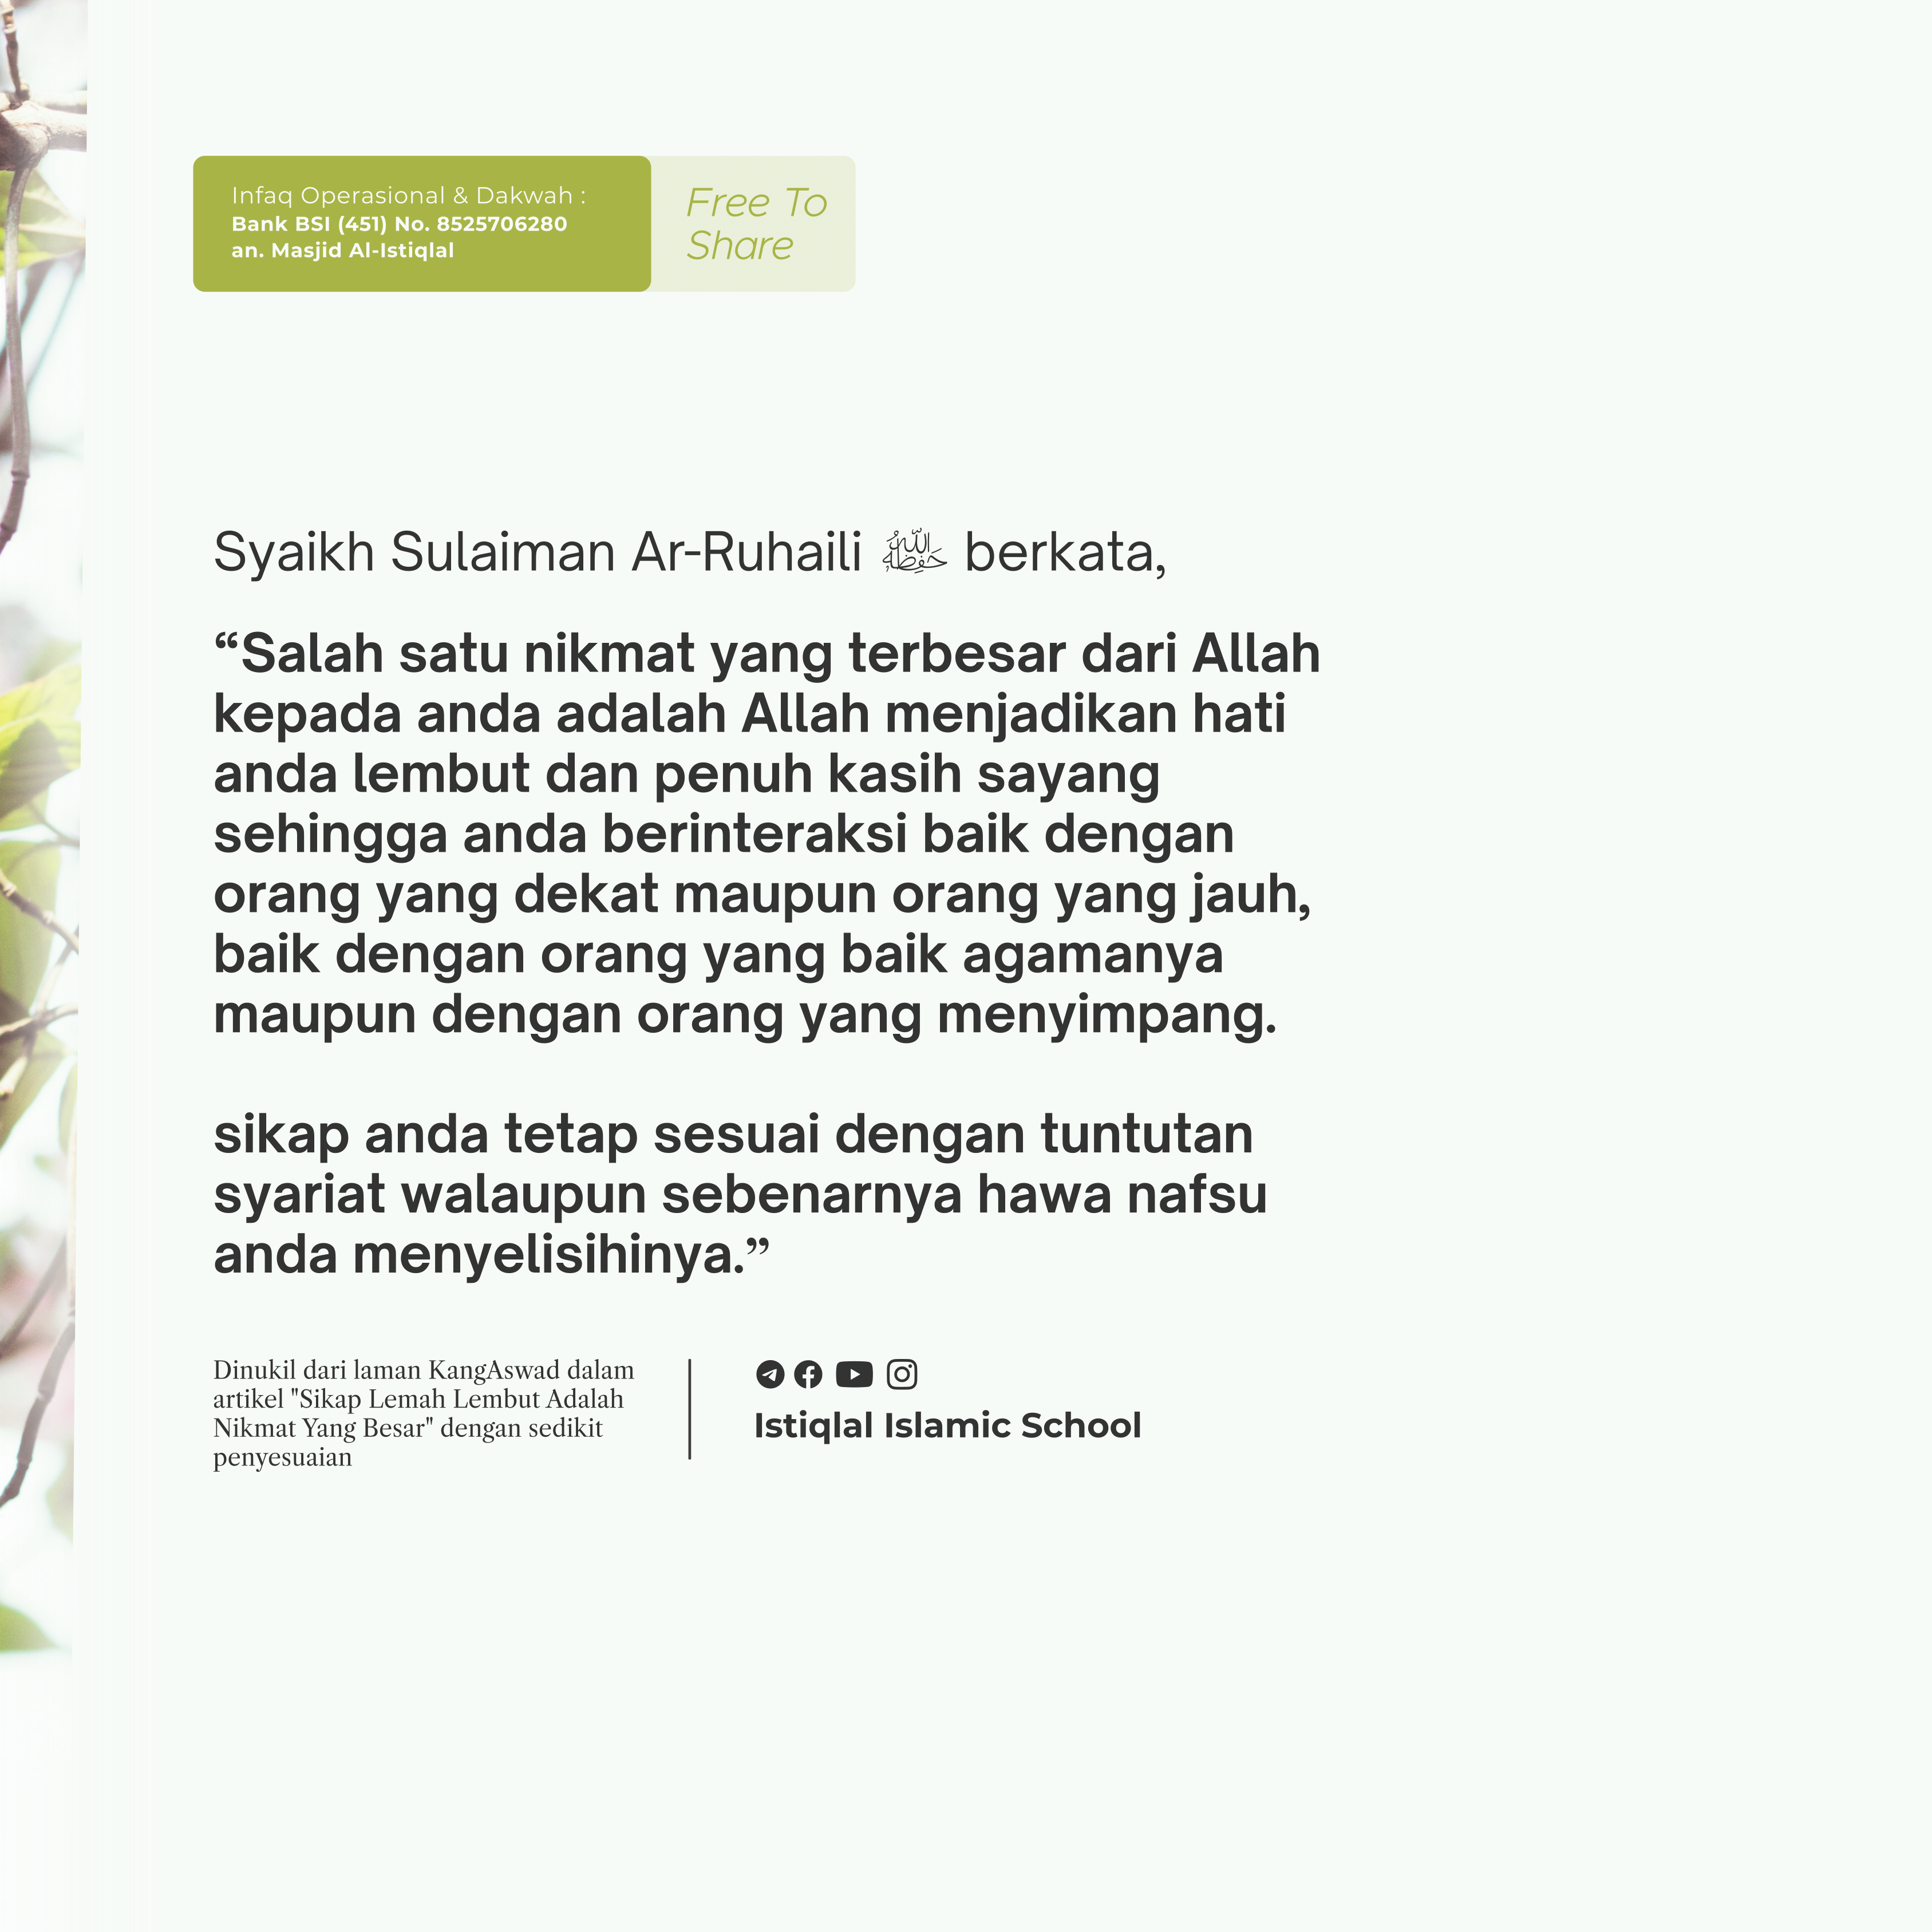 Infaq Operasional & Dakwah :
Bank BSI (451) No. 8525706280
an. Masjid Al-Istiqlal
Free To
Share
Syaikh Sulaiman Ar-Ruhaili حَفِظَهُ اللهُ berkata,
“Salah satu nikmat yang terbesar dari Allah
kepada anda adalah Allah menjadikan hati
anda lembut dan penuh kasih sayang
sehingga anda berinteraksi baik dengan
orang yang dekat maupun orang yang jauh,
baik dengan orang yang baik agamanya
maupun dengan orang yang menyimpang.
sikap anda tetap sesuai dengan tuntutan
syariat walaupun sebenarnya hawa nafsu
anda menyelisihinya.”
Dinukil dari laman KangAswad dalam
artikel "Sikap Lemah Lembut Adalah
Nikmat Yang Besar" dengan sedikit
penyesuaian
Istiqlal Islamic School